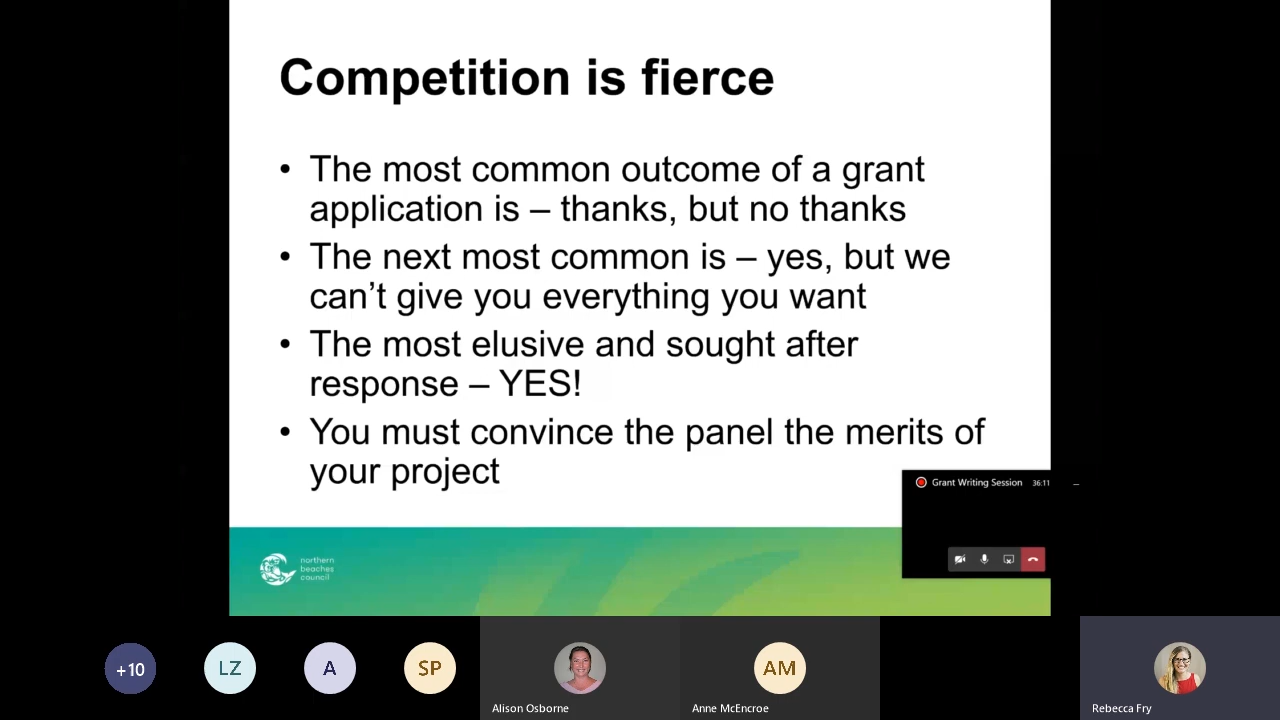 Competition is fierce
• The most common outcome of a grant
application is – thanks, but no thanks
• The next most common is – yes, but we
can’t give you everything you want
• The most elusive and sought after
response – YES!
• You must convince the panel the merits of
your project
Grant Writing Session 36:11
northern
beaches
council
+10
LZ
A
SP
AM
Alison Osborne
Anne McEncroe
Rebecca Fry